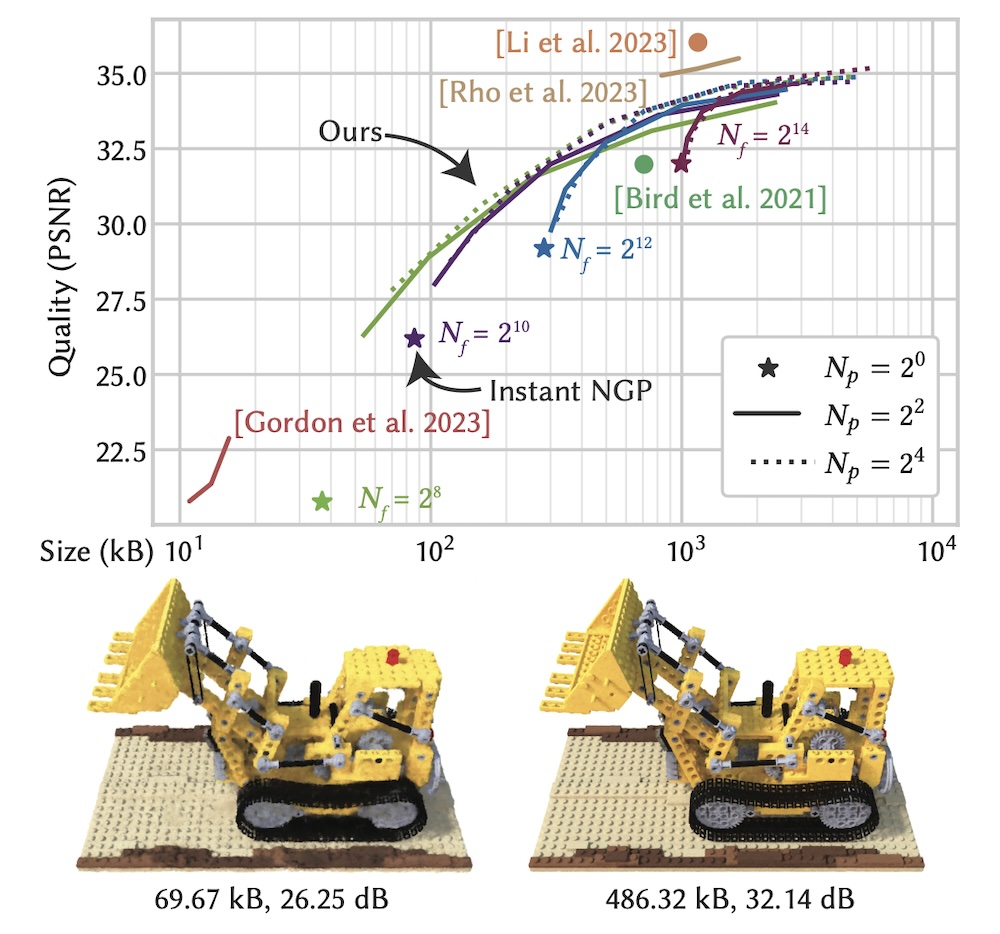 [Li et al. 2023]
35.0
[Rho et al. 2023]
Ours
N_f = 2^14
32.5
[Bird et al. 2021]
30.0
N_f = 2^12
Quality (PSNR)
27.5
N_f = 2^10
N_p = 2^0
25.0
Instant NGP
N_p = 2^2
[Gordon et al. 2023]
22.5
N_p = 2^4
N_f = 2^8
Size (kB) 10^1 10^2 10^3 10^4
69.67 kB, 26.25 dB
486.32 kB, 32.14 dB